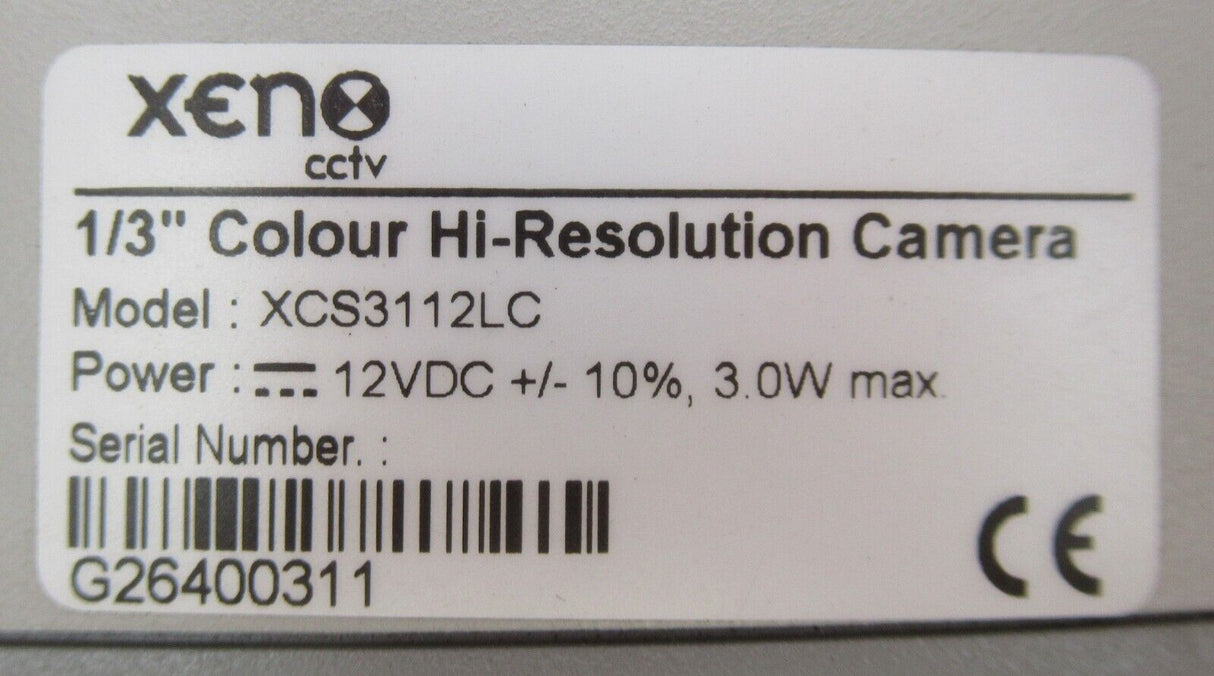 xeno
cctv
1/3" Colour Hi-Resolution Camera
Model : XCS3112LC
Power : ⎓ 12VDC +/- 10%, 3.0W max.
Serial Number. :
G26400311
CE